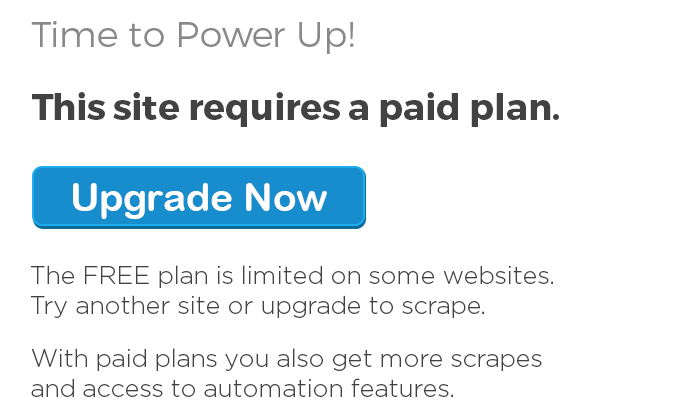 Time to Power Up!
This site requires a paid plan.
Upgrade Now
The FREE plan is limited on some websites.
Try another site or upgrade to scrape.
With paid plans you also get more scrapes
and access to automation features.